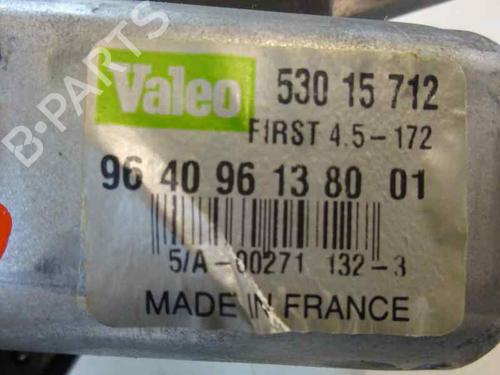 B-PARTS
Valeo
530 15 712
FIRST 4.5-172
96 40 96 13 80 01
5/A-00271 132-3
MADE IN FRANCE